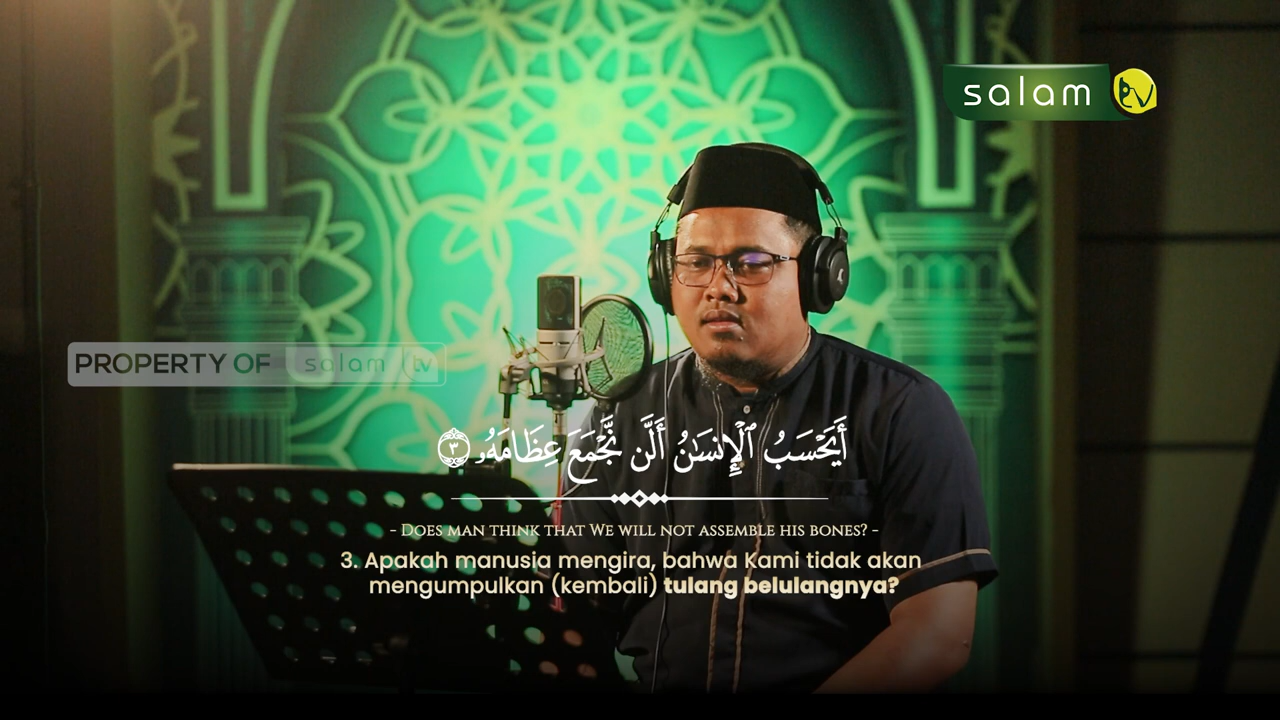 salam tv
PROPERTY OF salam tv
أَيَحْسَبُ ٱلْإِنسَٰنُ أَلَّن نَّجْمَعَ عِظَامَهُۥ ٣
- Does man think that We will not assemble his bones? -
3. Apakah manusia mengira, bahwa Kami tidak akan
mengumpulkan (kembali) tulang belulangnya?